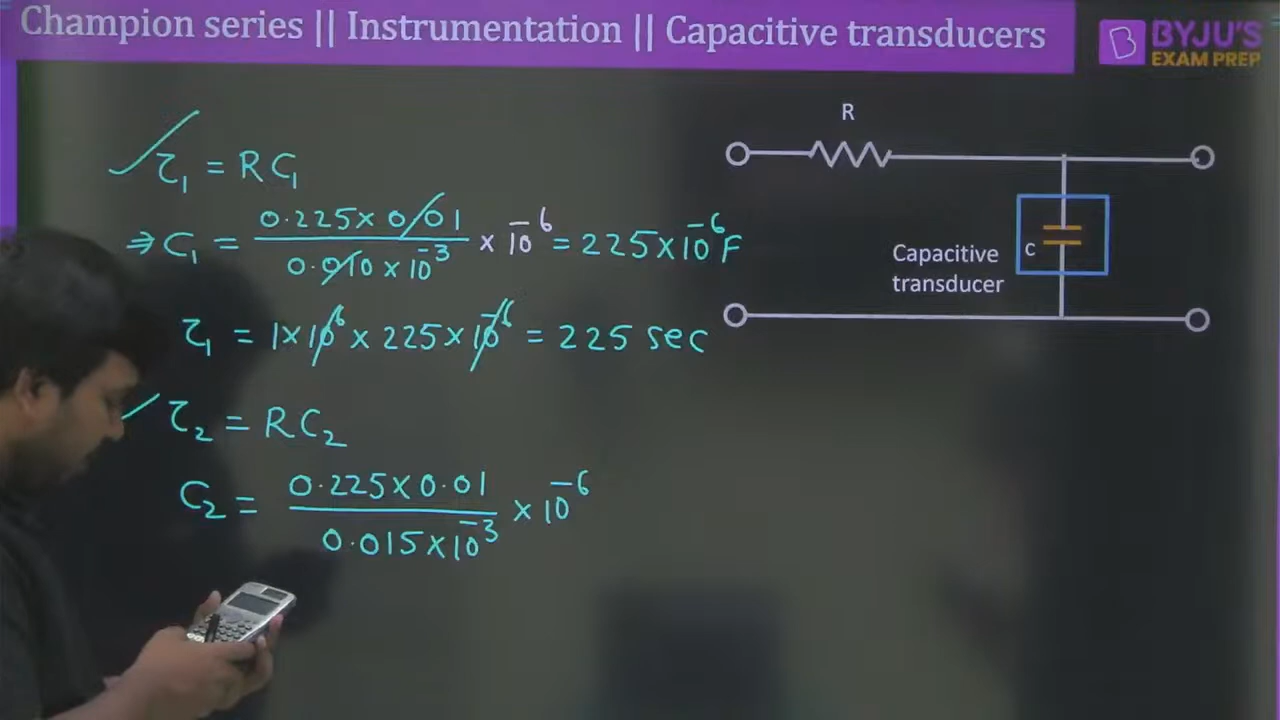 Champion series || Instrumentation || Capacitive transducers
BYJU'S
EXAM PREP
R
τ₁ = RC₁
⇒ C₁ = (0.225 × 0.01)/(0.010 × 10⁻³) × 10⁻⁶ = 225 × 10⁻⁶ F
Capacitive
transducer
C
τ₁ = 1 × 10⁶ × 225 × 10⁻⁶ = 225 sec
τ₂ = RC₂
C₂ = (0.225 × 0.01)/(0.015 × 10⁻³) × 10⁻⁶